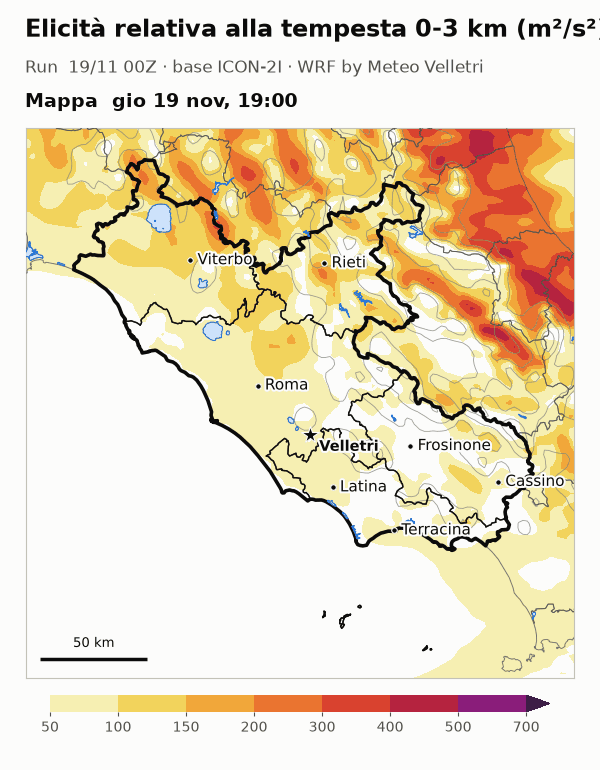 Elicità relativa alla tempesta 0-3 km (m²/s²)
Run  19/11 00Z · base ICON-2I · WRF by Meteo Velletri
Mappa  gio 19 nov, 19:00
Viterbo
Rieti
Roma
Velletri
Frosinone
Latina
Cassino
Terracina
50 km
50 100 150 200 300 400 500 700